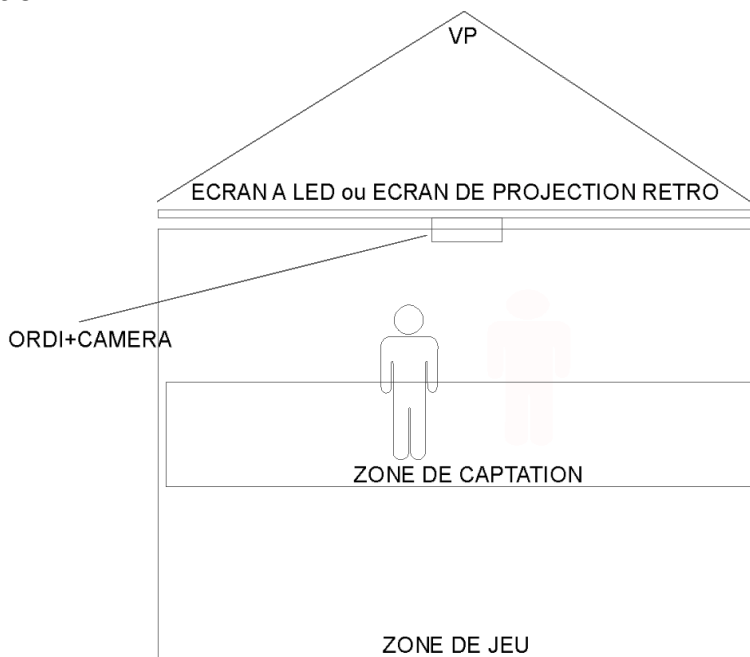 VP
ECRAN A LED ou ECRAN DE PROJECTION RETRO
ORDI+CAMERA
ZONE DE CAPTATION
ZONE DE JEU